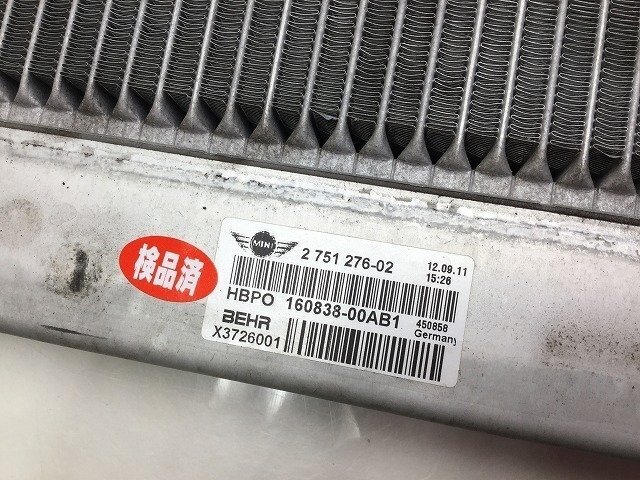 検品済
MINI
2 751 276-02
12.09.11
15:26
HBPO 160838-00AB1
BEHR
X3726001
450858
Germany